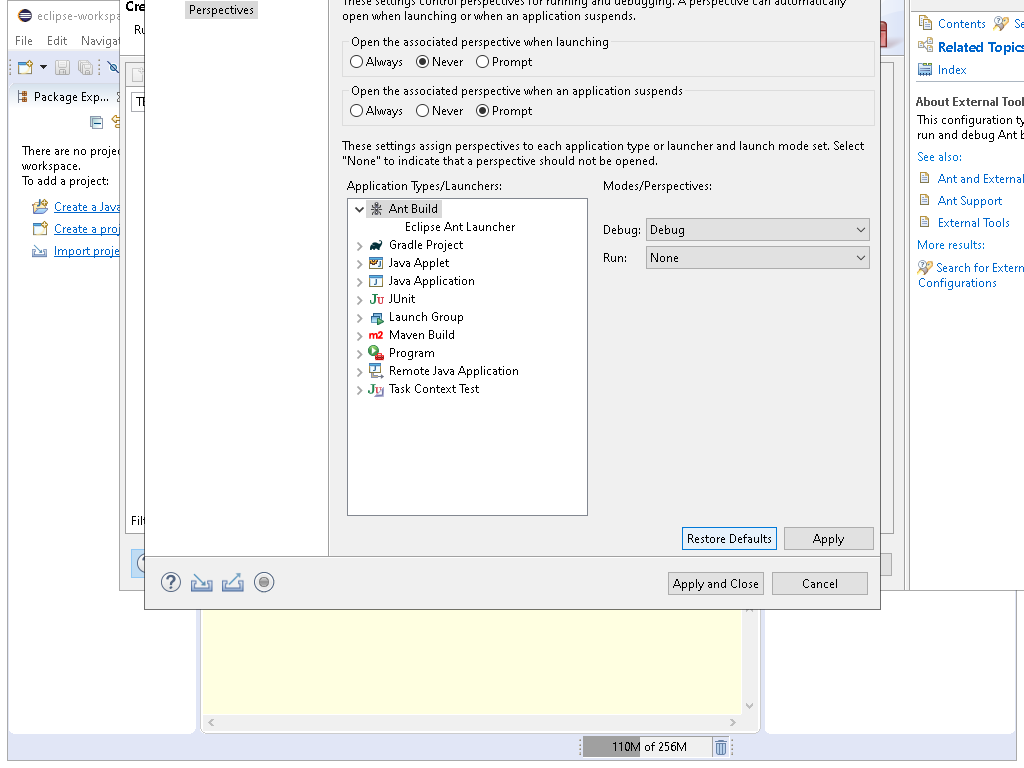 eclipse-workspa
File Edit Navigat
Package Exp...
There are no proje
workspace.
To add a project:
Create a Java
Create a proj
Import proje
Cre
Ru
Perspectives
These settings control perspectives for running and debugging. A perspective can automatically
open when launching or when an application suspends.
Open the associated perspective when launching
Always Never Prompt
Open the associated perspective when an application suspends
Always Never Prompt
These settings assign perspectives to each application type or launcher and launch mode set. Select
"None" to indicate that a perspective should not be opened.
Application Types/Launchers:
Ant Build
Eclipse Ant Launcher
Gradle Project
Java Applet
Java Application
JUnit
Launch Group
Maven Build
Program
Remote Java Application
Task Context Test
Modes/Perspectives:
Debug: Debug
Run: None
Restore Defaults Apply
Apply and Close Cancel
Contents Se
Related Topics
Index
About External Tool
This configuration ty
run and debug Ant b
See also:
Ant and External
Ant Support
External Tools
More results:
Search for Extern
Configurations
110M of 256M